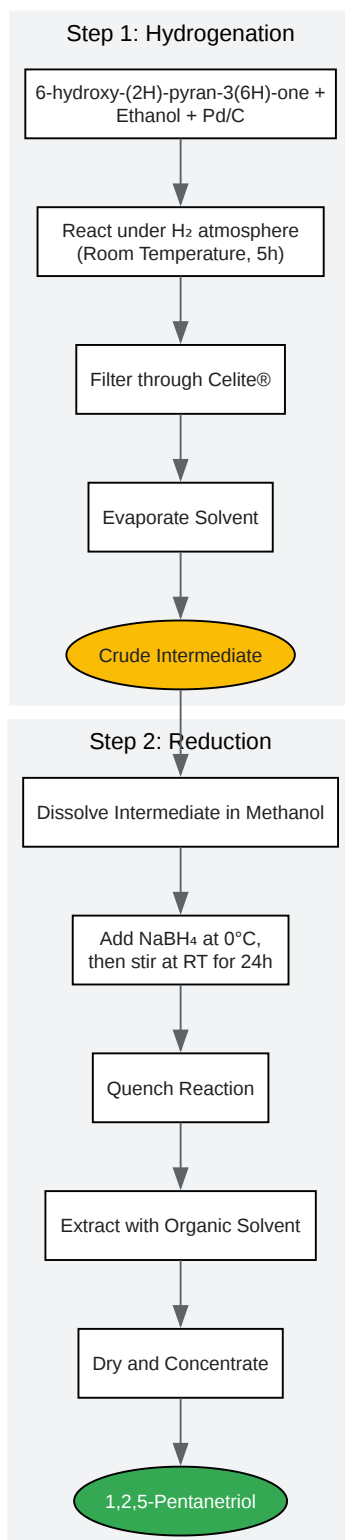 Step 1: Hydrogenation
6-hydroxy-(2H)-pyran-3(6H)-one +
Ethanol + Pd/C
React under H₂ atmosphere
(Room Temperature, 5h)
Filter through Celite®
Evaporate Solvent
Crude Intermediate
Step 2: Reduction
Dissolve Intermediate in Methanol
Add NaBH₄ at 0°C,
then stir at RT for 24h
Quench Reaction
Extract with Organic Solvent
Dry and Concentrate
1,2,5-Pentanetriol